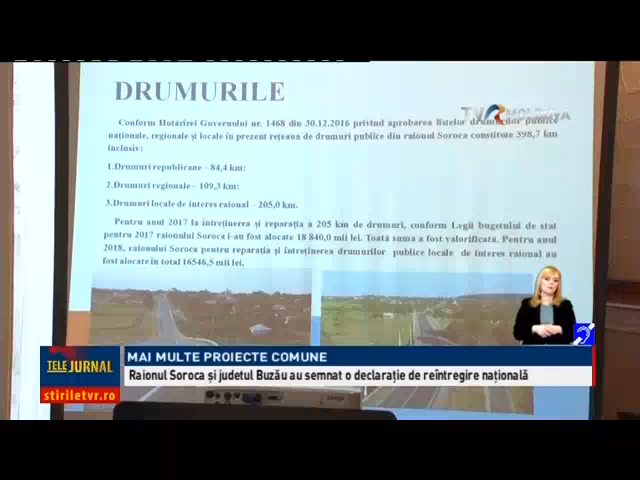 DRUMURILE
TVR MOLDOVA
Conform Hotărîrei Guvernului nr. 1468 din 30.12.2016 privind aprobarea listelor drumurilor publice
naționale, regionale și locale în prezent rețeaua de drumuri publice din raionul Soroca constituie 398,7 km
inclusiv:
1.Drumuri republicane – 84,4 km:
2.Drumuri regionale – 109,3 km:
3.Drumuri locale de interes raional – 205,0 km.
Pentru anul 2017 la întreținerea și reparația a 205 km de drumuri, conform Legii bugetului de stat
pentru 2017 raionului Soroca i-au fost alocate 18 840,0 mii lei. Toată suma a fost valorificată. Pentru anul
2018, raionului Soroca pentru reparația și întreținerea drumurilor publice locale de interes raional au
fost alocate în total 16546,5 mii lei.
TELEJURNAL
MAI MULTE PROIECTE COMUNE
Raionul Soroca și județul Buzău au semnat o declarație de reîntregire națională
stiriletvr.ro